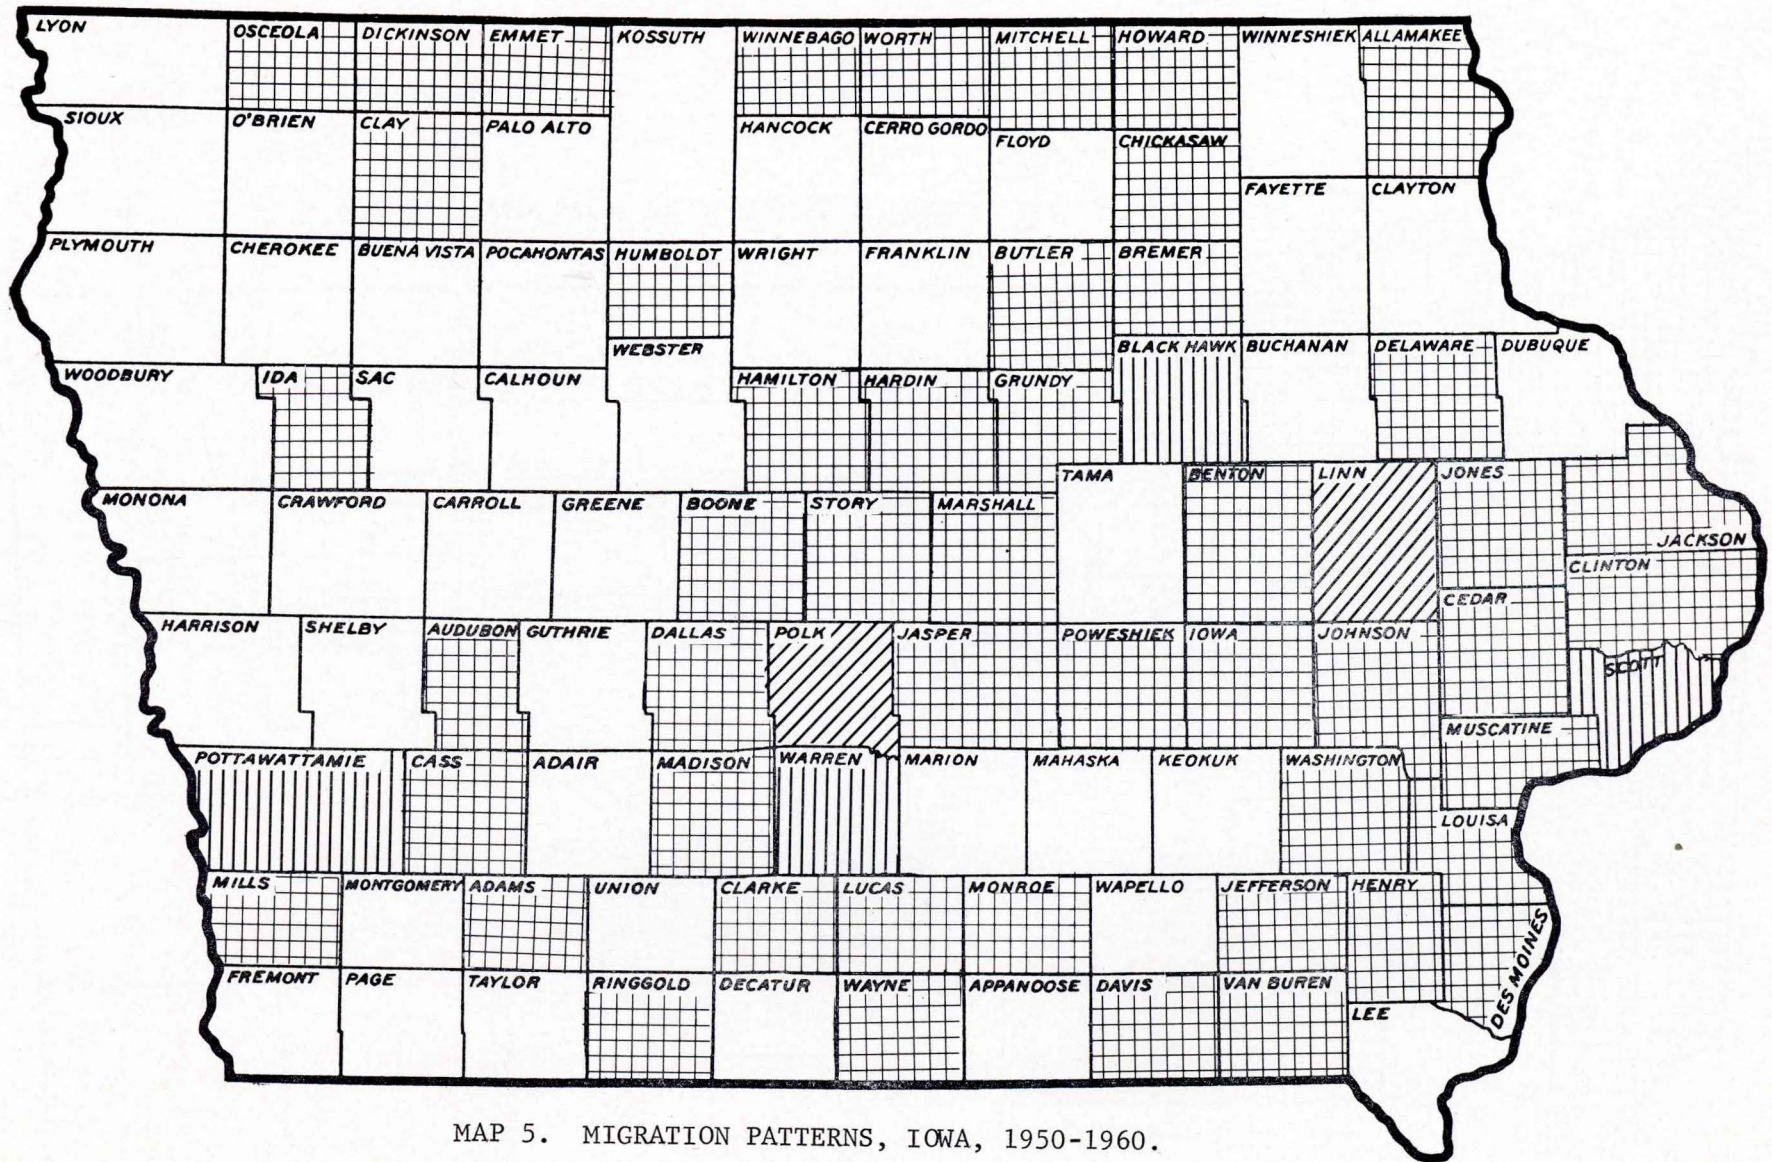 LYON OSCEOLA DICKINSON EMMET KOSSUTH WINNEBAGO WORTH MITCHELL HOWARD WINNESHIEK ALLAMAKEE
SIOUX O'BRIEN CLAY PALO ALTO HANCOCK CERRO GORDO FLOYD CHICKASAW
FAYETTE CLAYTON
PLYMOUTH CHEROKEE BUENA VISTA POCAHONTAS HUMBOLDT WRIGHT FRANKLIN BUTLER BREMER
WEBSTER BLACK HAWK BUCHANAN DELAWARE DUBUQUE
WOODBURY IDA SAC CALHOUN HAMILTON HARDIN GRUNDY
TAMA BENTON LINN JONES
MONONA CRAWFORD CARROLL GREENE BOONE STORY MARSHALL
JACKSON
CLINTON
CEDAR
HARRISON SHELBY AUDUBON GUTHRIE DALLAS POLK JASPER POWESHIEK IOWA JOHNSON
SCOTT
MUSCATINE
POTTAWATTAMIE CASS ADAIR MADISON WARREN MARION MAHASKA KEOKUK WASHINGTON
LOUISA
MILLS MONTGOMERY ADAMS UNION CLARKE LUCAS MONROE WAPELLO JEFFERSON HENRY
DES MOINES
FREMONT PAGE TAYLOR RINGGOLD DECATUR WAYNE APPANOOSE DAVIS VAN BUREN
LEE
MAP 5. MIGRATION PATTERNS, IOWA, 1950-1960.